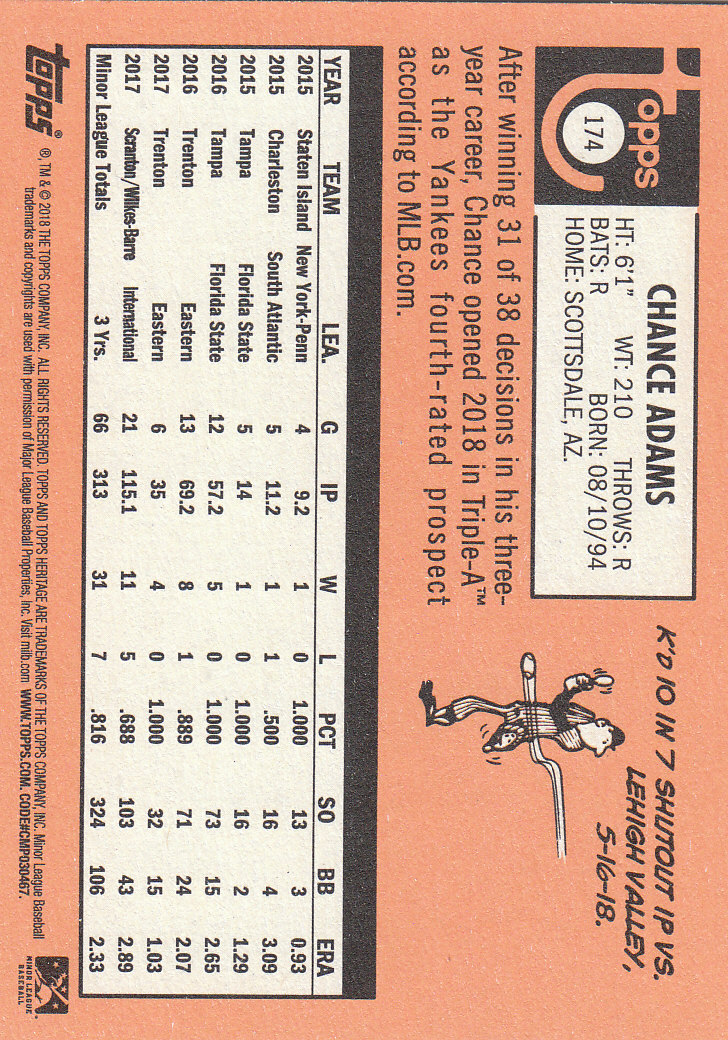 Topps
174
CHANCE ADAMS
HT: 6'1" WT: 210 THROWS: R
BATS: R BORN: 08/10/94
HOME: SCOTTSDALE, AZ.
K'D 10 IN 7 SHUTOUT IP VS.
LEHIGH VALLEY,
5-16-18.
After winning 31 of 38 decisions in his three-
year career, Chance opened 2018 in Triple-A™
as the Yankees fourth-rated prospect
according to MLB.com.
YEAR TEAM LEA. G IP W L PCT SO BB ERA
2015 Staten Island New York-Penn 4 9.2 1 0 1.000 13 3 0.93
2015 Charleston South Atlantic 5 11.2 1 1 .500 16 4 3.09
2015 Tampa Florida State 5 14 1 0 1.000 16 2 1.29
2016 Tampa Florida State 12 57.2 5 0 1.000 73 15 2.65
2016 Trenton Eastern 13 69.2 8 1 .889 71 24 2.07
2017 Trenton Eastern 6 35 4 0 1.000 32 15 1.03
2017 Scranton/Wilkes-Barre International 21 115.1 11 5 .688 103 43 2.89
Minor League Totals 3 Yrs. 66 313 31 7 .816 324 106 2.33
topps®
®, TM & © 2018 THE TOPPS COMPANY, INC. ALL RIGHTS RESERVED. TOPPS AND TOPPS HERITAGE ARE TRADEMARKS OF THE TOPPS COMPANY, INC. Minor League Baseball
trademarks and copyrights are used with permission of Major League Baseball Properties, Inc. Visit milb.com WWW.TOPPS.COM. CODE#CMP030467.
MINOR LEAGUE
BASEBALL